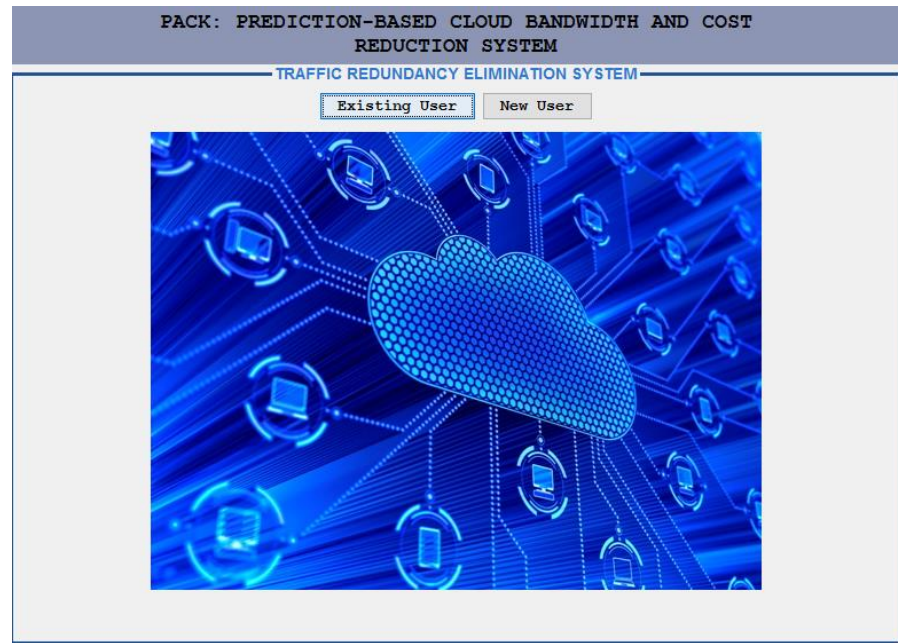 PACK: PREDICTION-BASED CLOUD BANDWIDTH AND COST
REDUCTION SYSTEM
TRAFFIC REDUNDANCY ELIMINATION SYSTEM
Existing User New User